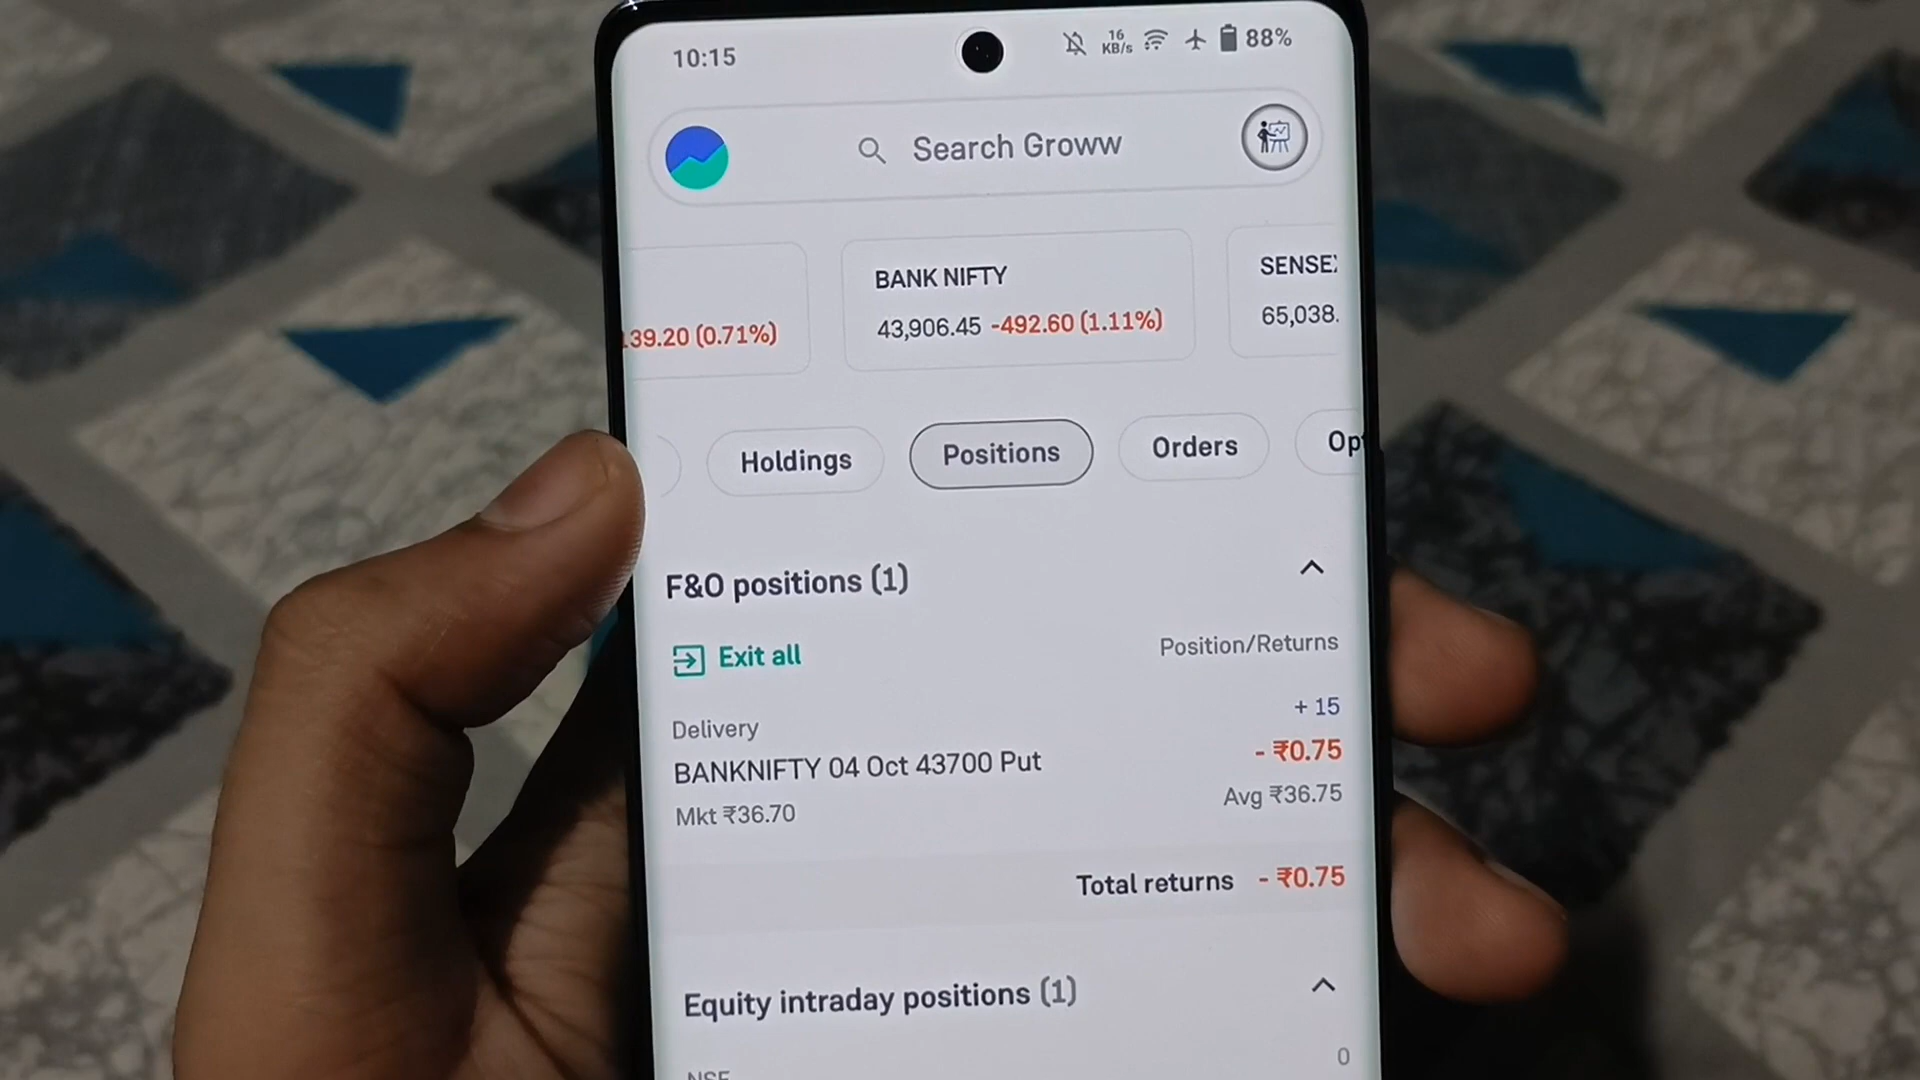 10:15
16
KB/s
88%
Search Groww
BANK NIFTY
SENSE
39.20 (0.71%)
43,906.45 -492.60 (1.11%)
65,038.
Holdings
Positions
Orders
Op
F&O positions (1)
Exit all
Position/Returns
+ 15
Delivery
- ₹0.75
BANKNIFTY 04 Oct 43700 Put
Avg ₹36.75
Mkt ₹36.70
Total returns - ₹0.75
Equity intraday positions (1)
NSE
0